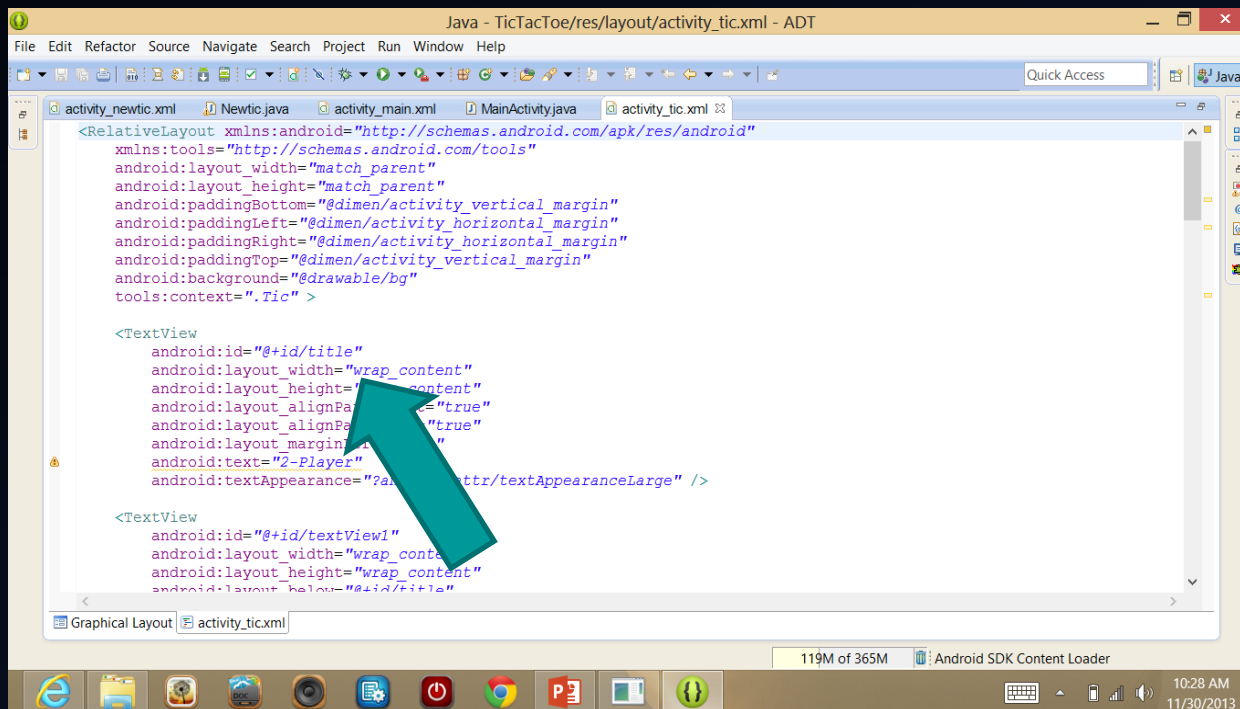 Java - TicTacToe/res/layout/activity_tic.xml - ADT
File Edit Refactor Source Navigate Search Project Run Window Help
Quick Access
Java
activity_newtic.xml Newtic.java activity_main.xml MainActivity.java activity_tic.xml
<RelativeLayout xmlns:android="http://schemas.android.com/apk/res/android"
xmlns:tools="http://schemas.android.com/tools"
android:layout_width="match_parent"
android:layout_height="match_parent"
android:paddingBottom="@dimen/activity_vertical_margin"
android:paddingLeft="@dimen/activity_horizontal_margin"
android:paddingRight="@dimen/activity_horizontal_margin"
android:paddingTop="@dimen/activity_vertical_margin"
android:background="@drawable/bg"
tools:context=".Tic" >
<TextView
android:id="@+id/title"
android:layout_width="wrap_content"
android:layout_height=" content"
android:layout_alignPa ="true"
android:layout_alignPa "true"
android:layout_margin
android:text="2-Player"
android:textAppearance="?a attr/textAppearanceLarge" />
<TextView
android:id="@+id/textView1"
android:layout_width="wrap_conte
android:layout_height="wrap_content"
android:layout_below="@+id/title"
Graphical Layout activity_tic.xml
119M of 365M Android SDK Content Loader
DOC
10:28 AM
11/30/2013